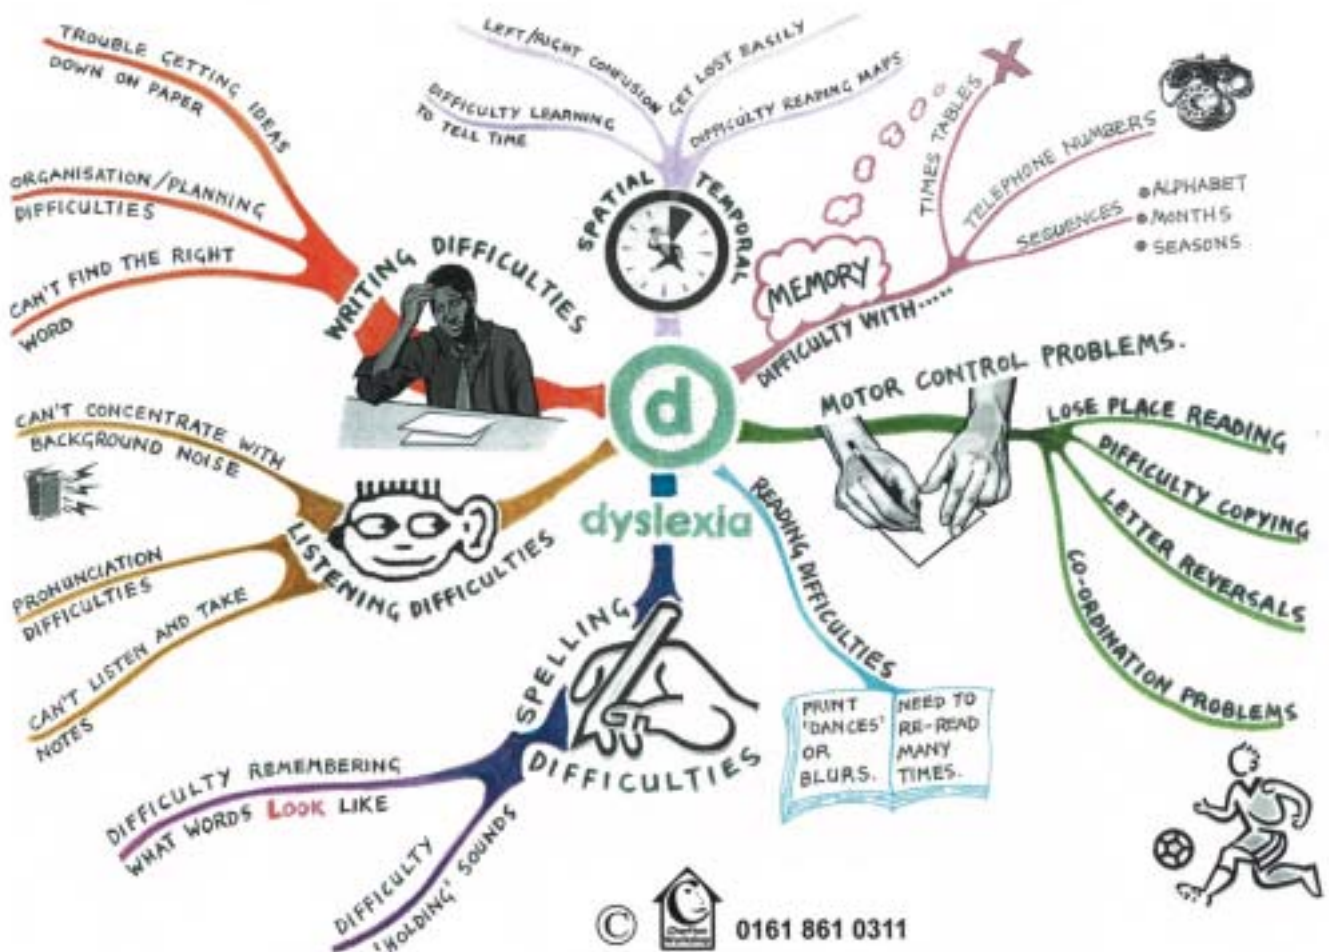 TROUBLE GETTING IDEAS
DOWN ON PAPER
ORGANISATION/PLANNING
DIFFICULTIES
CAN'T FIND THE RIGHT
WORD
WRITING DIFFICULTIES
LEFT/RIGHT CONFUSION
GET LOST EASILY
DIFFICULTY LEARNING
TO TELL TIME
DIFFICULTY READING MAPS
SPATIAL TEMPORAL
MEMORY
DIFFICULTY WITH.....
TIMES TABLES
TELEPHONE NUMBERS
SEQUENCES
• ALPHABET
• MONTHS
• SEASONS
d
dyslexia
MOTOR CONTROL PROBLEMS.
LOSE PLACE READING
DIFFICULTY COPYING
LETTER REVERSALS
CO-ORDINATION PROBLEMS
CAN'T CONCENTRATE WITH
BACKGROUND NOISE
PRONUNCIATION
DIFFICULTIES
CAN'T LISTEN AND TAKE
NOTES
LISTENING DIFFICULTIES
READING DIFFICULTIES
PRINT
'DANCES'
OR
BLURS.
NEED TO
RE-READ
MANY
TIMES.
SPELLING
DIFFICULTIES
DIFFICULTY REMEMBERING
WHAT WORDS LOOK LIKE
DIFFICULTY
'HOLDING' SOUNDS
© 0161 861 0311